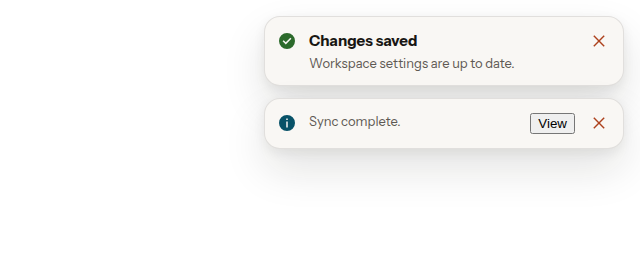 Changes saved
Workspace settings are up to date.
Sync complete.
View